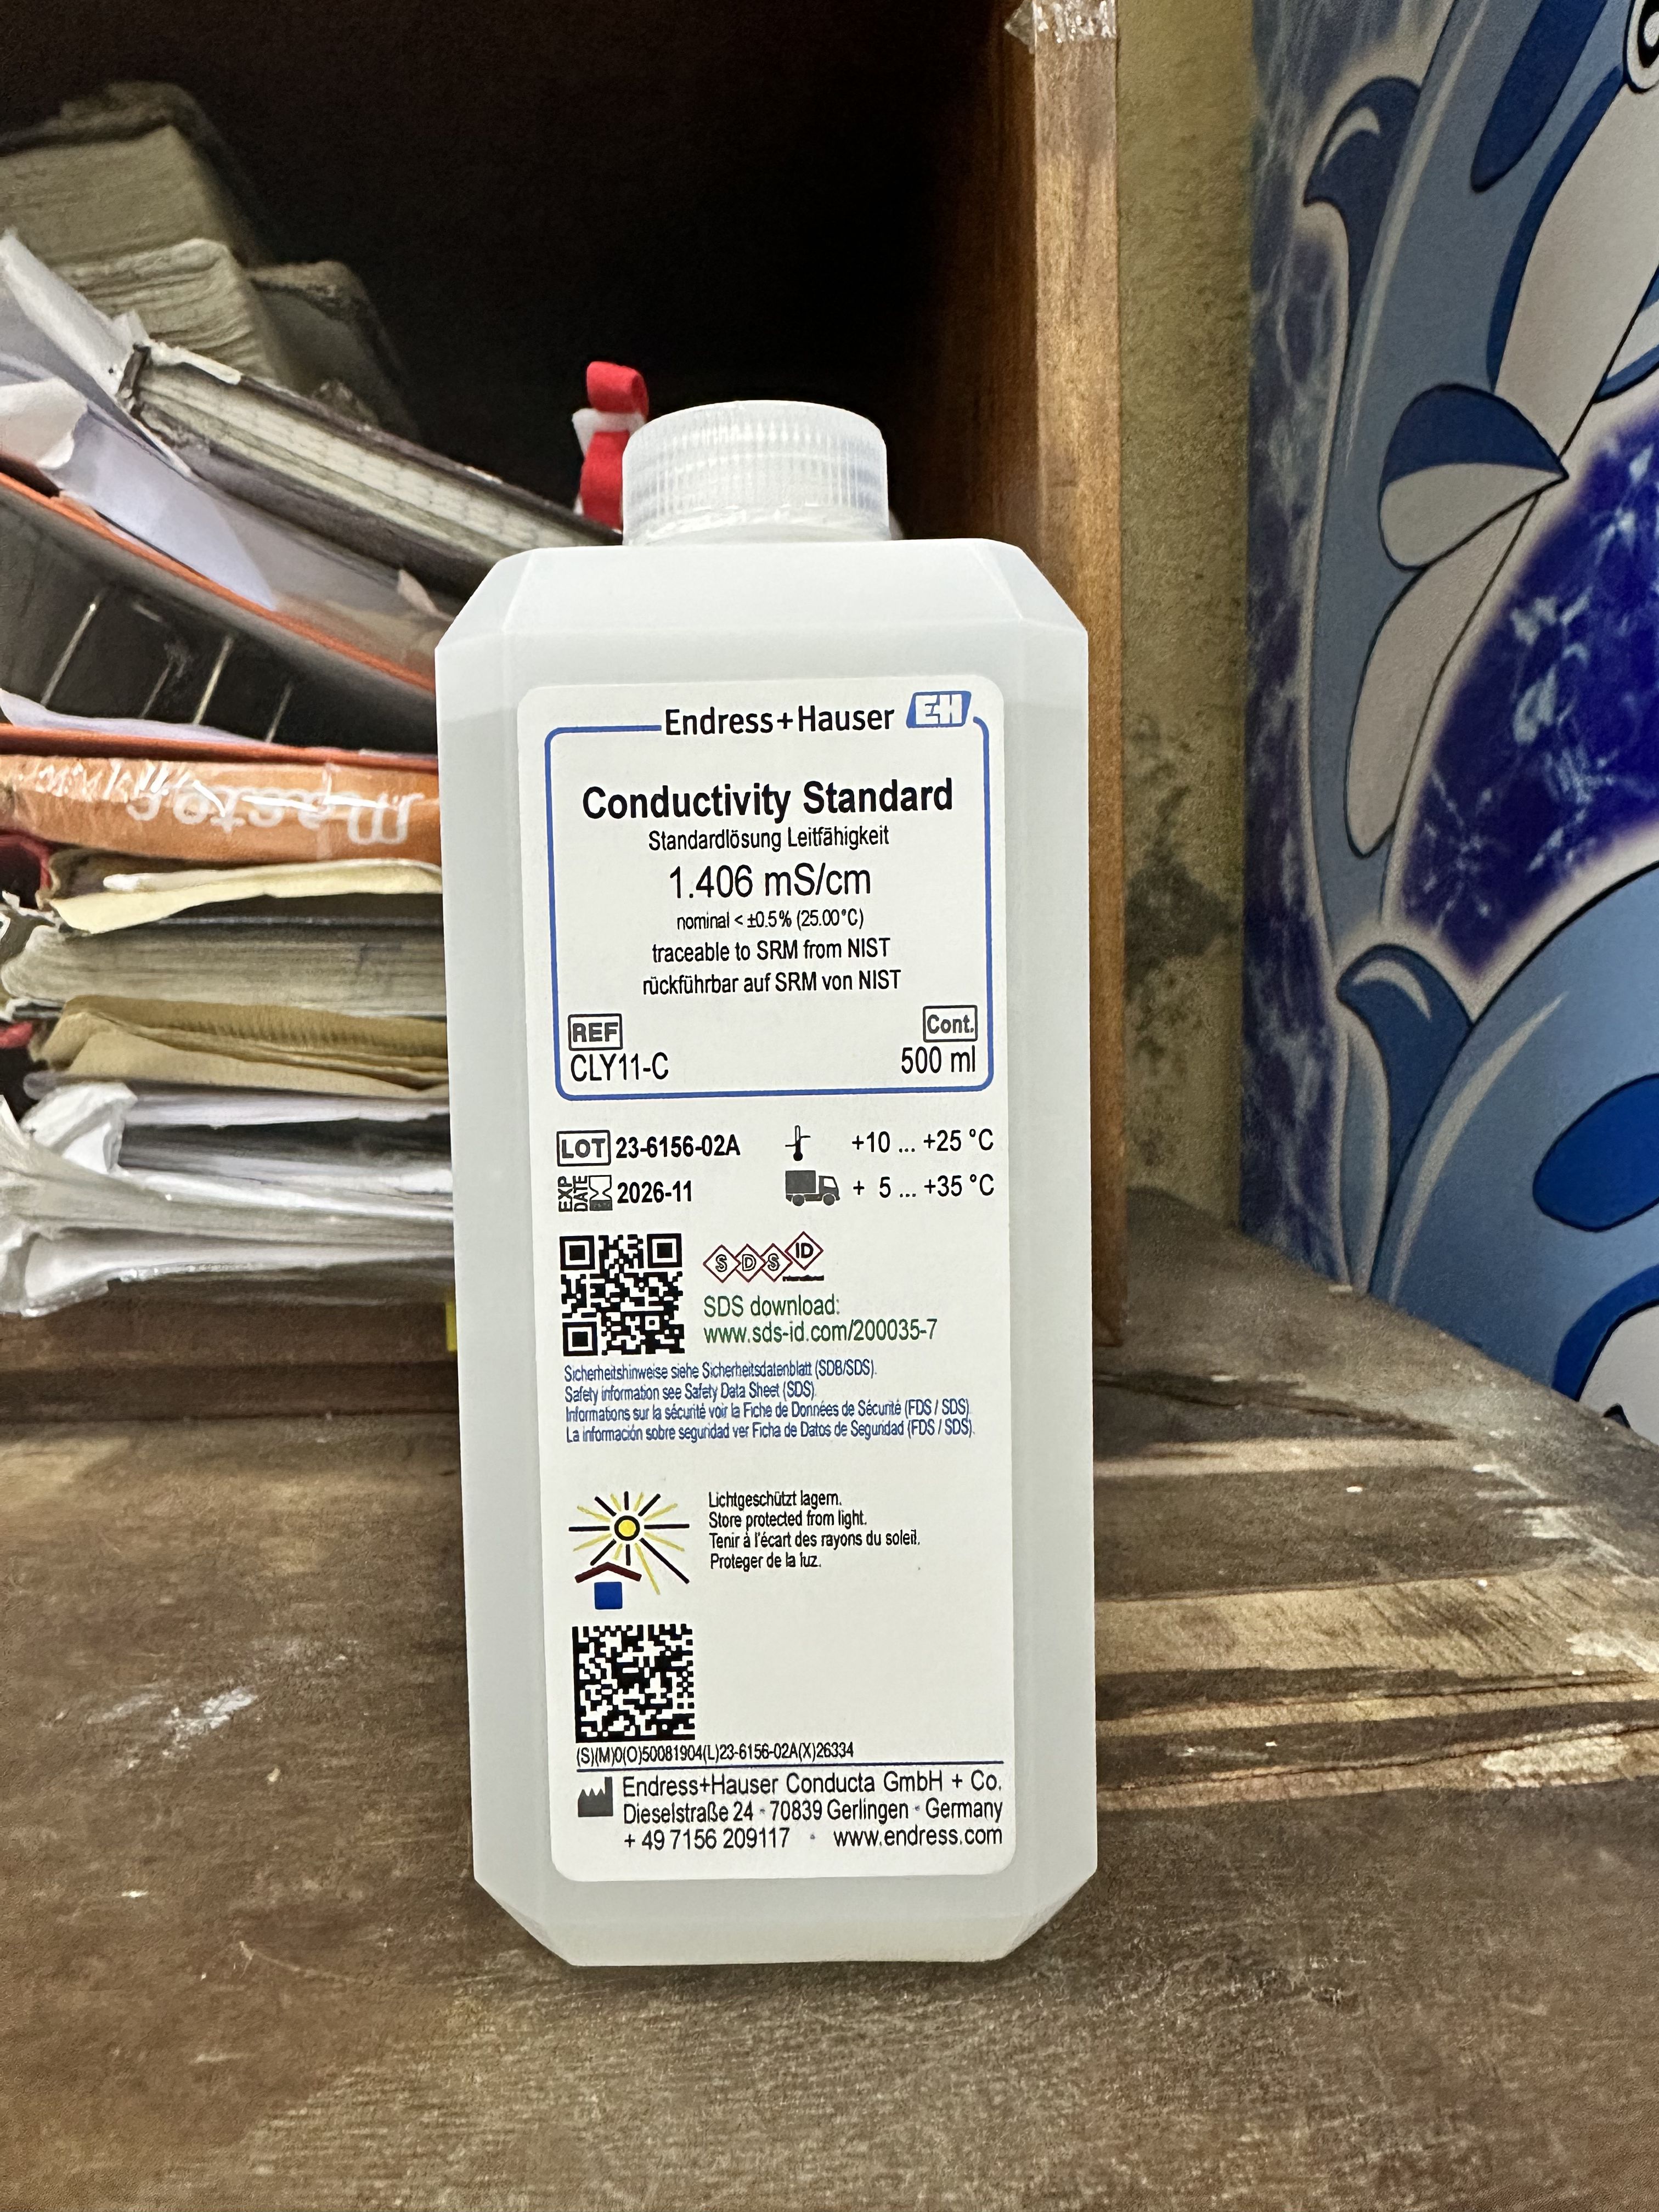 Master
Endress+Hauser EH
Conductivity Standard
Standardlösung Leitfähigkeit
1.406 mS/cm
nominal < ±0.5% (25.00°C)
traceable to SRM from NIST
rückführbar auf SRM von NIST
REF Cont.
CLY11-C 500 ml
LOT 23-6156-02A +10 ... +25 °C
EXP DATE 2026-11 + 5 ... +35 °C
SDS ID
international
SDS download:
www.sds-id.com/200035-7
Sicherheitshinweise siehe Sicherheitsdatenblatt (SDB/SDS).
Safety information see Safety Data Sheet (SDS).
Informations sur la sécurité voir la Fiche de Données de Sécurité (FDS / SDS).
La información sobre seguridad ver Ficha de Datos de Seguridad (FDS / SDS).
Lichtgeschützt lagern.
Store protected from light.
Tenir à l'écart des rayons du soleil.
Proteger de la luz.
(S)(M)0(O)50081904(L)23-6156-02A(X)26334
Endress+Hauser Conducta GmbH + Co.
Dieselstraße 24 · 70839 Gerlingen · Germany
+ 49 7156 209117 · www.endress.com